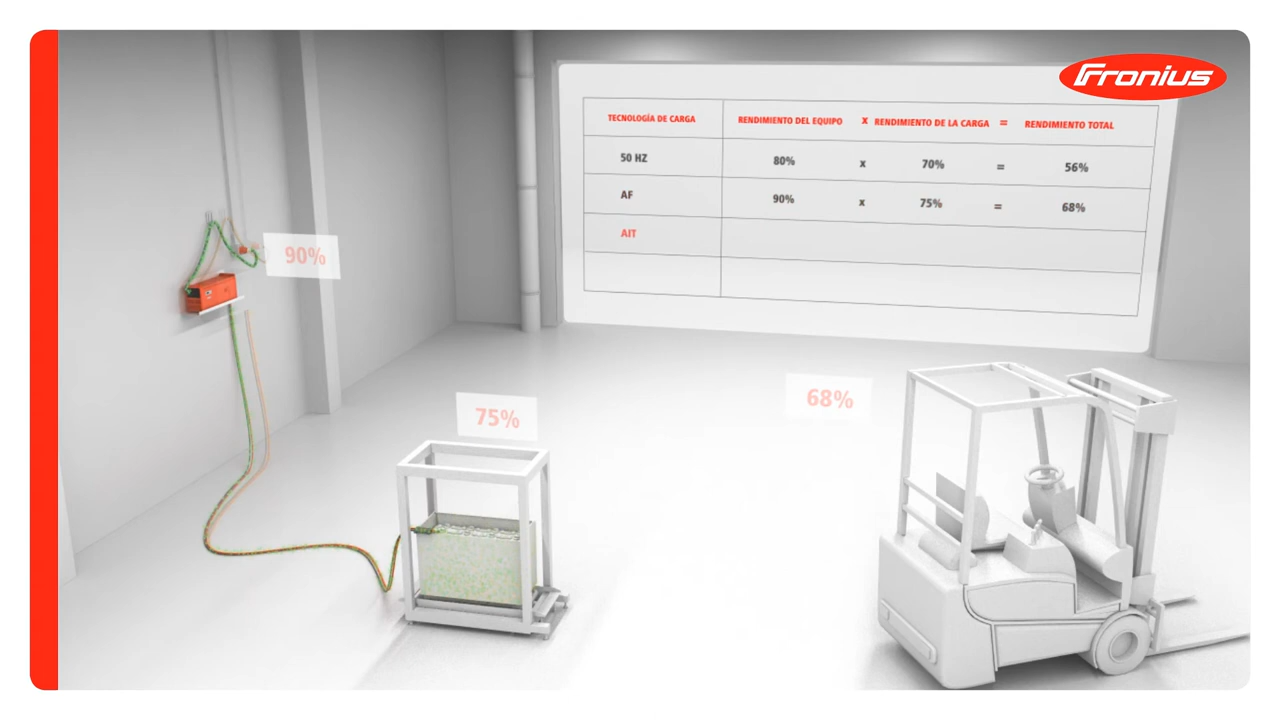 Fronius
TECNOLOGÍA DE CARGA RENDIMIENTO DEL EQUIPO X RENDIMIENTO DE LA CARGA = RENDIMIENTO TOTAL
50 HZ 80% x 70% = 56%
AF 90% x 75% = 68%
AIT
90%
68%
75%